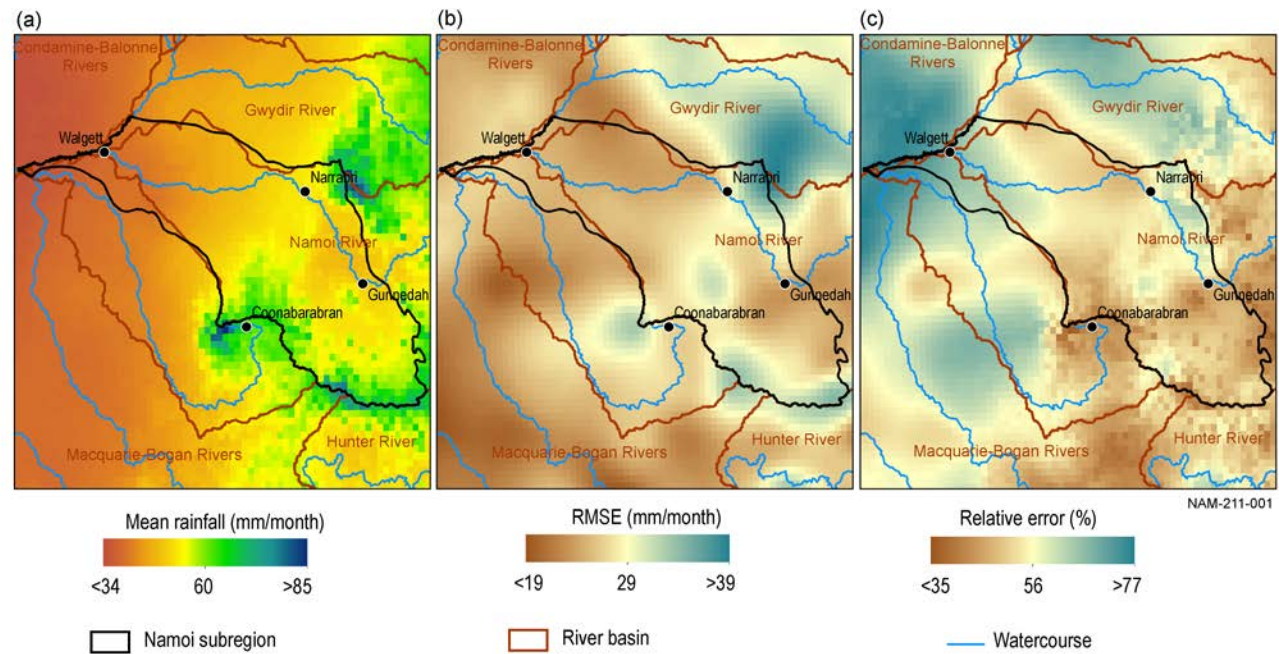 (a)
(b)
(c)
Condamine-Balonne
Rivers
Gwydir River
Walgett
Narrabri
Namoi River
Gunnedah
Coonabarabran
Hunter River
Macquarie-Bogan Rivers
Condamine-Balonne
Rivers
Gwydir River
Walgett
Narrabri
Namoi River
Gunnedah
Coonabarabran
Hunter River
Macquarie-Bogan Rivers
Condamine-Balonne
Rivers
Gwydir River
Walgett
Narrabri
Namoi River
Gunnedah
Coonabarabran
Hunter River
Macquarie-Bogan Rivers
NAM-211-001
Mean rainfall (mm/month)
<34 60 >85
RMSE (mm/month)
<19 29 >39
Relative error (%)
<35 56 >77
Namoi subregion
River basin
Watercourse